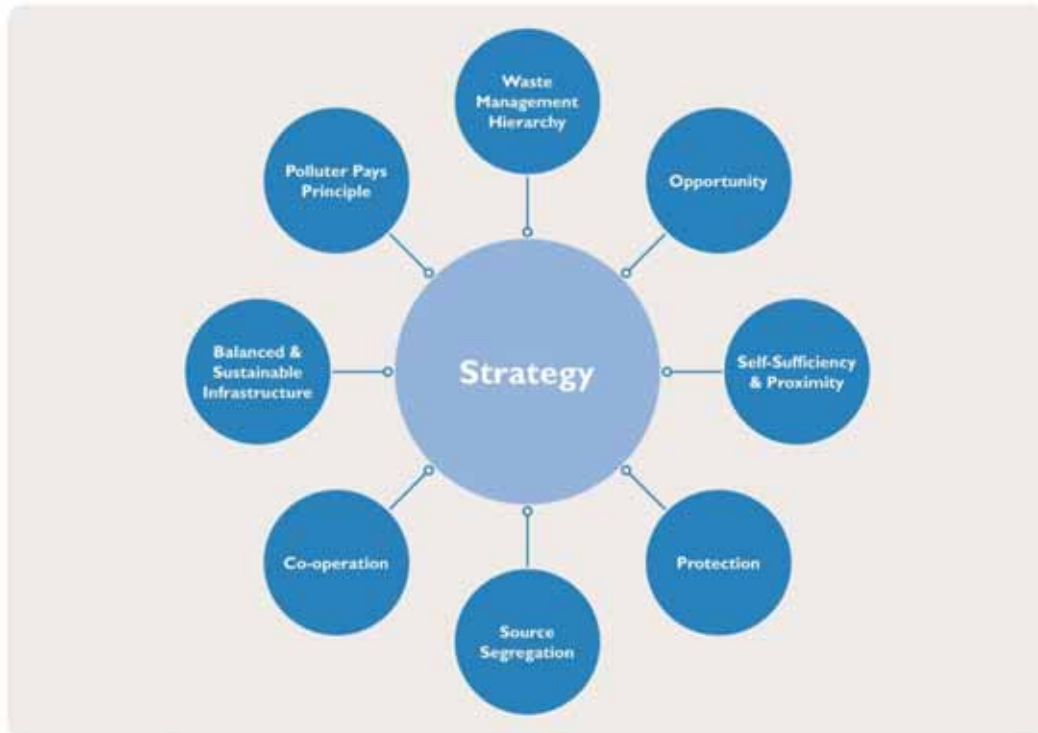 Waste
Management
Hierarchy
Opportunity
Self-Sufficiency
& Proximity
Protection
Source
Segregation
Co-operation
Balanced &
Sustainable
Infrastructure
Polluter Pays
Principle
Strategy